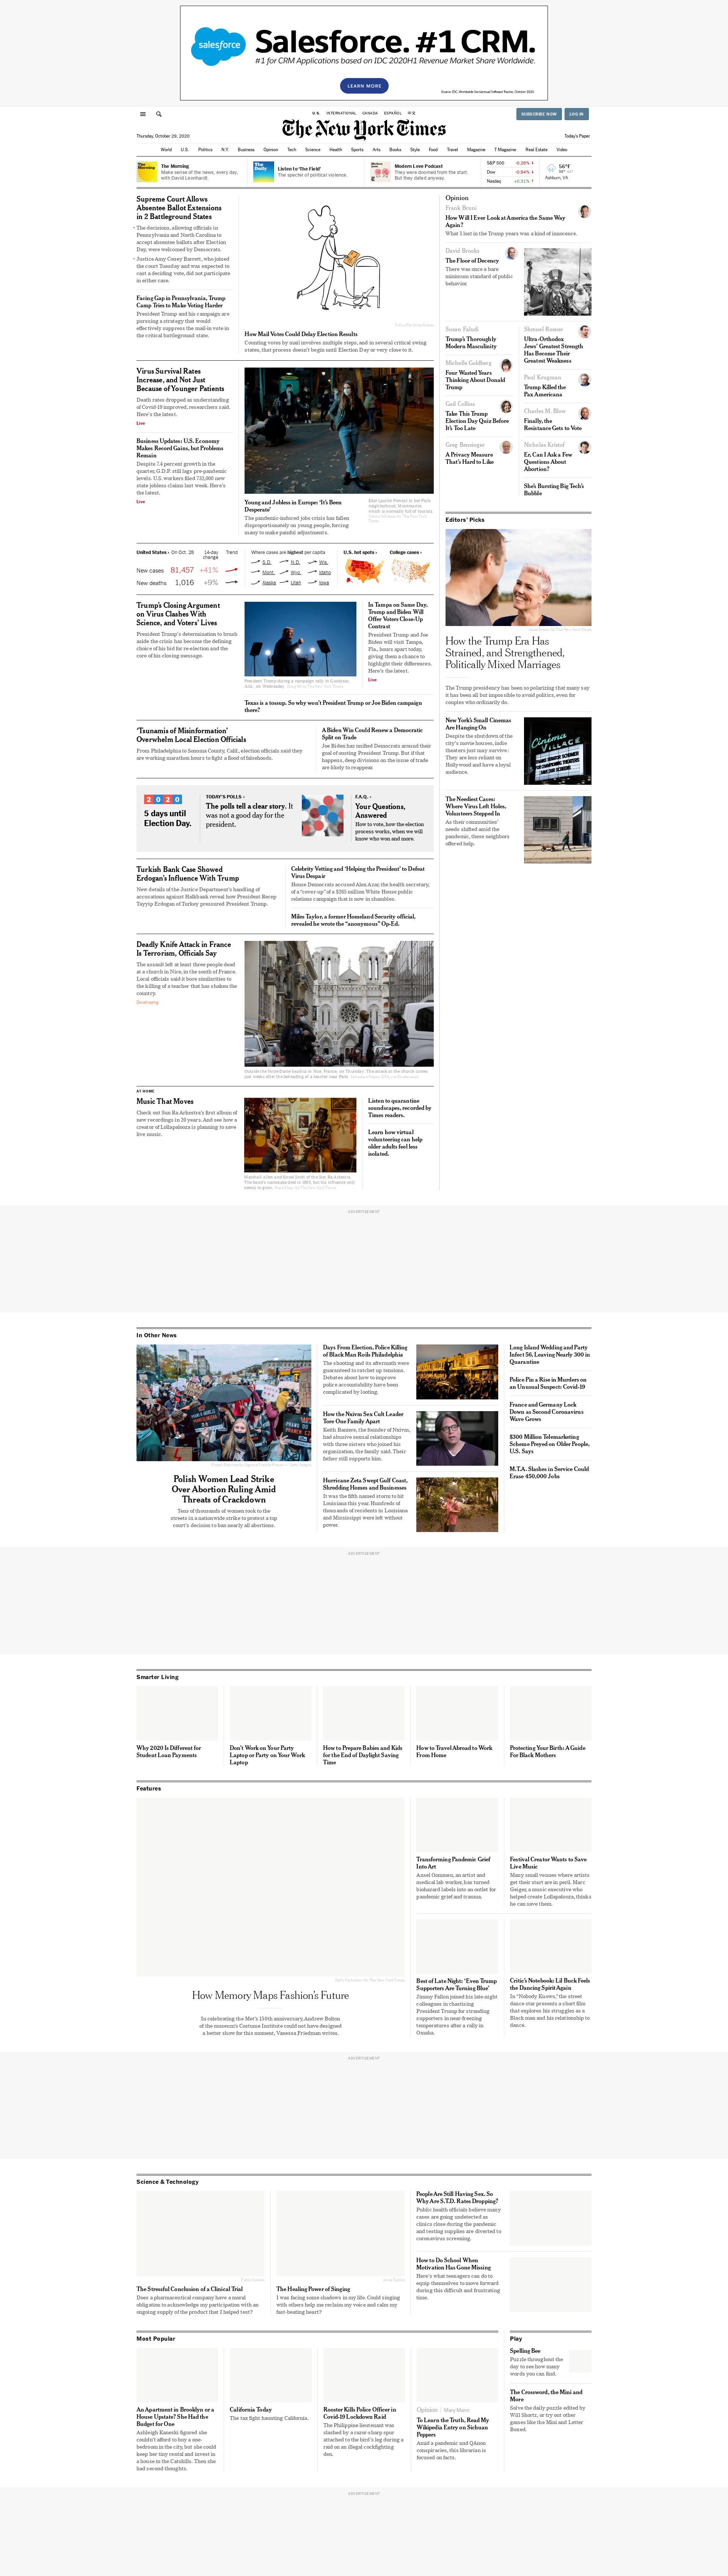 salesforce
Salesforce. #1 CRM.
#1 for CRM Applications based on IDC 2020H1 Revenue Market Share Worldwide.
LEARN MORE
Source: IDC, Worldwide Semiannual Software Tracker, October 2020.
U.S. INTERNATIONAL CANADA ESPAÑOL 中文
SUBSCRIBE NOW LOG IN
The New York Times
Thursday, October 29, 2020
Today's Paper
World U.S. Politics N.Y. Business Opinion Tech Science Health Sports Arts Books Style Food Travel Magazine T Magazine Real Estate Video
The Morning
Make sense of the news, every day,
with David Leonhardt.
Listen to 'The Field'
The specter of political violence.
Modern Love Podcast
They were doomed from the start.
But they dated anyway.
S&P 500 -0.28% ↓
Dow -0.84% ↓
Nasdaq +0.31% ↑
56°F
Ashburn, VA
Supreme Court Allows
Absentee Ballot Extensions
in 2 Battleground States
• The decisions, allowing officials in
Pennsylvania and North Carolina to
accept absentee ballots after Election
Day, were welcomed by Democrats.
• Justice Amy Coney Barrett, who joined
the court Tuesday and was expected to
cast a deciding vote, did not participate
in either case.
Facing Gap in Pennsylvania, Trump
Camp Tries to Make Voting Harder
President Trump and his campaign are
pursuing a strategy that would
effectively suppress the mail-in vote in
the critical battleground state.
How Mail Votes Could Delay Election Results
Counting votes by mail involves multiple steps, and in several critical swing
states, that process doesn't begin until Election Day or very close to it.
Virus Survival Rates
Increase, and Not Just
Because of Younger Patients
Death rates dropped as understanding
of Covid-19 improved, researchers said.
Here's the latest.
Live
Business Updates: U.S. Economy
Makes Record Gains, but Problems
Remain
Despite 7.4 percent growth in the
quarter, G.D.P. still lags pre-pandemic
levels. U.S. workers filed 732,000 new
state jobless claims last week. Here's
the latest.
Live
Young and Jobless in Europe: 'It's Been
Desperate'
The pandemic-induced jobs crisis has fallen
disproportionately on young people, forcing
many to make painful adjustments.
United States › On Oct. 28 14-day change Trend
New cases 81,457 +41%
New deaths 1,016 +9%
Where cases are highest per capita
S.D. N.D. Wis.
Mont. Wyo. Idaho
Alaska Utah Iowa
U.S. hot spots › College cases ›
Trump's Closing Argument
on Virus Clashes With
Science, and Voters' Lives
President Trump's determination to brush
aside the crisis has become the defining
choice of his bid for re-election and the
core of his closing message.
President Trump during a campaign rally in Goodyear,
Ariz., on Wednesday.
In Tampa on Same Day,
Trump and Biden Will
Offer Voters Close-Up
Contrast
President Trump and Joe
Biden will visit Tampa,
Fla., hours apart today,
giving them a chance to
highlight their differences.
Here's the latest.
Live
Texas is a tossup. So why won't President Trump or Joe Biden campaign
there?
'Tsunamis of Misinformation'
Overwhelm Local Election Officials
From Philadelphia to Sonoma County, Calif., election officials said they
are working marathon hours to fight a flood of falsehoods.
A Biden Win Could Renew a Democratic
Split on Trade
Joe Biden has unified Democrats around their
goal of ousting President Trump. But if that
happens, deep divisions on the issue of trade
are likely to reappear.
2020
5 days until
Election Day.
TODAY'S POLLS ›
The polls tell a clear story. It
was not a good day for the
president.
F.A.Q. ›
Your Questions,
Answered
How to vote, how the election
process works, when we will
know who won and more.
Turkish Bank Case Showed
Erdogan's Influence With Trump
New details of the Justice Department's handling of
accusations against Halkbank reveal how President Recep
Tayyip Erdogan of Turkey pressured President Trump.
Celebrity Vetting and 'Helping the President' to Defeat
Virus Despair
House Democrats accused Alex Azar, the health secretary,
of a "cover-up" of a $265 million White House public
relations campaign that is now in shambles.
Miles Taylor, a former Homeland Security official,
revealed he wrote the "anonymous" Op-Ed.
Deadly Knife Attack in France
Is Terrorism, Officials Say
The assault left at least three people dead
at a church in Nice, in the south of France.
Local officials said it bore similarities to
the killing of a teacher that has shaken the
country.
Developing
Outside the Notre-Dame basilica in Nice, France, on Thursday. The attack at the church comes
just weeks after the beheading of a teacher near Paris.
AT HOME
Music That Moves
Check out Sun Ra Arkestra's first album of
new recordings in 20 years. And see how a
creator of Lollapalooza is planning to save
live music.
Marshall Allen and Knoel Scott of the Sun Ra Arkestra.
The band's namesake died in 1993, but his influence only
seems to grow.
Listen to quarantine
soundscapes, recorded by
Times readers.
Learn how virtual
volunteering can help
older adults feel less
isolated.
Opinion
Frank Bruni
How Will I Ever Look at America the Same Way
Again?
What I lost in the Trump years was a kind of innocence.
David Brooks
The Floor of Decency
There was once a bare
minimum standard of public
behavior.
Susan Faludi
Trump's Thoroughly
Modern Masculinity
Michelle Goldberg
Four Wasted Years
Thinking About Donald
Trump
Gail Collins
Take This Trump
Election Day Quiz Before
It's Too Late
Greg Bensinger
A Privacy Measure
That's Hard to Like
Shmuel Rosner
Ultra-Orthodox
Jews' Greatest Strength
Has Become Their
Greatest Weakness
Paul Krugman
Trump Killed the
Pax Americana
Charles M. Blow
Finally, the
Resistance Gets to Vote
Nicholas Kristof
Er, Can I Ask a Few
Questions About
Abortion?
She's Bursting Big Tech's
Bubble
Editors' Picks
How the Trump Era Has
Strained, and Strengthened,
Politically Mixed Marriages
The Trump presidency has been so polarizing that many say
it has been all but impossible to avoid politics, even for
couples who ordinarily do.
New York's Small Cinemas
Are Hanging On
Despite the shutdown of the
city's movie houses, indie
theaters just may survive:
They are less reliant on
Hollywood and have a loyal
audience.
The Neediest Cases:
Where Virus Left Holes,
Volunteers Stepped In
As their communities'
needs shifted amid the
pandemic, these neighbors
offered help.
ADVERTISEMENT
In Other News
Polish Women Lead Strike
Over Abortion Ruling Amid
Threats of Crackdown
Tens of thousands of women took to the
streets in a nationwide strike to protest a top
court's decision to ban nearly all abortions.
Days From Election, Police Killing
of Black Man Roils Philadelphia
The shooting and its aftermath were
guaranteed to ratchet up tensions.
Debates about how to improve
police accountability have been
complicated by looting.
How the Nxivm Sex Cult Leader
Tore One Family Apart
Keith Raniere, the founder of Nxivm,
had abusive sexual relationships
with three sisters who joined his
organization, the family said. Their
father still supports him.
Hurricane Zeta Swept Gulf Coast,
Shredding Homes and Businesses
It was the fifth named storm to hit
Louisiana this year. Hundreds of
thousands of residents in Louisiana
and Mississippi were left without
power.
Long Island Wedding and Party
Infect 56, Leaving Nearly 300 in
Quarantine
Police Pin a Rise in Murders on
an Unusual Suspect: Covid-19
France and Germany Lock
Down as Second Coronavirus
Wave Grows
$300 Million Telemarketing
Scheme Preyed on Older People,
U.S. Says
M.T.A. Slashes in Service Could
Erase 450,000 Jobs
ADVERTISEMENT
Smarter Living
Why 2020 Is Different for
Student Loan Payments
Don't Work on Your Party
Laptop or Party on Your Work
Laptop
How to Prepare Babies and Kids
for the End of Daylight Saving
Time
How to Travel Abroad to Work
From Home
Protecting Your Birth: A Guide
For Black Mothers
Features
How Memory Maps Fashion's Future
In celebrating the Met's 150th anniversary, Andrew Bolton
of the museum's Costume Institute could not have designed
a better show for this moment, Vanessa Friedman writes.
Transforming Pandemic Grief
Into Art
Ansel Oommen, an artist and
medical lab worker, has turned
biohazard labels into an outlet for
pandemic grief and trauma.
Festival Creator Wants to Save
Live Music
Many small venues where artists
get their start are in peril. Marc
Geiger, a music executive who
helped create Lollapalooza, thinks
he can save them.
Best of Late Night: 'Even Trump
Supporters Are Turning Blue'
Jimmy Fallon joined his late-night
colleagues in chastising
President Trump for stranding
supporters in near-freezing
temperatures after a rally in
Omaha.
Critic's Notebook: Lil Buck Feels
the Dancing Spirit Again
In "Nobody Knows," the street
dance star presents a short film
that explores his struggles as a
Black man and his relationship to
dance.
ADVERTISEMENT
Science & Technology
The Stressful Conclusion of a Clinical Trial
Does a pharmaceutical company have a moral
obligation to acknowledge my participation with an
ongoing supply of the product that I helped test?
The Healing Power of Singing
I was facing some shadows in my life. Could singing
with others help me reclaim my voice and calm my
fast-beating heart?
People Are Still Having Sex. So
Why Are S.T.D. Rates Dropping?
Public health officials believe many
cases are going undetected as
clinics close during the pandemic
and testing supplies are diverted to
coronavirus screening.
How to Do School When
Motivation Has Gone Missing
Here's what teenagers can do to
equip themselves to move forward
during this difficult and frustrating
time.
Most Popular
An Apartment in Brooklyn or a
House Upstate? She Had the
Budget for One
Ashleigh Kaneski figured she
couldn't afford to buy a one-
bedroom in the city, but she could
keep her tiny rental and invest in
a house in the Catskills. Then she
had second thoughts.
California Today
The tax fight haunting California.
Rooster Kills Police Officer in
Covid-19 Lockdown Raid
The Philippine lieutenant was
slashed by a razor-sharp spur
attached to the bird's leg during a
raid on an illegal cockfighting
den.
Opinion | Mary Mann
To Learn the Truth, Read My
Wikipedia Entry on Sichuan
Peppers
Amid a pandemic and QAnon
conspiracies, this librarian is
focused on facts.
Play
Spelling Bee
Puzzle throughout the
day to see how many
words you can find.
The Crossword, the Mini and
More
Solve the daily puzzle edited by
Will Shortz, or try out other
games like the Mini and Letter
Boxed.
ADVERTISEMENT